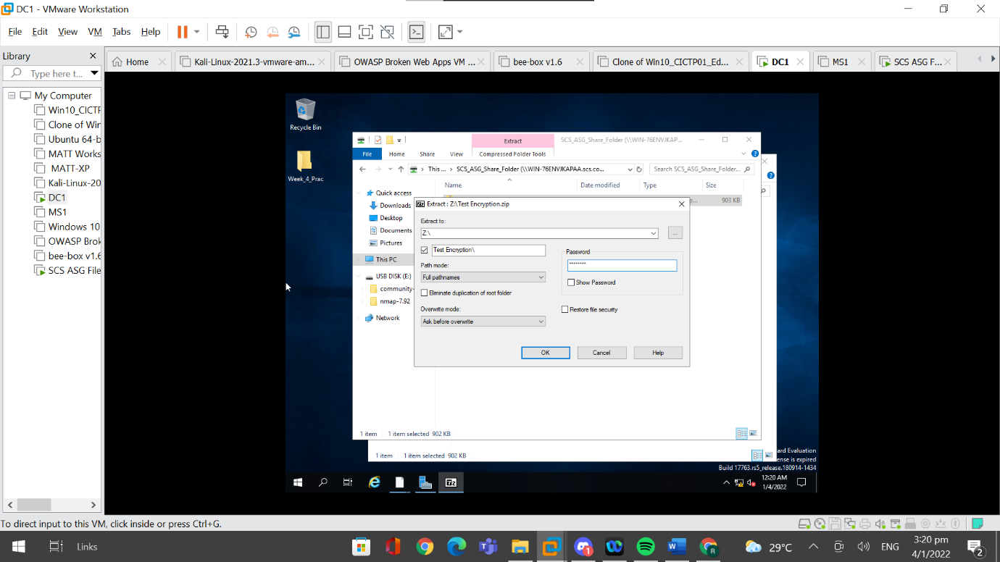 DC1 - VMware Workstation
File Edit View VM Tabs Help
Library
Type here t...
Home
Kali-Linux-2021.3-vmware-am...
OWASP Broken Web Apps VM ...
bee-box v1.6
Clone of Win10_CICTP01_Ed...
DC1
MS1
SCS ASG F...
My Computer
Win10_CICTF
Clone of Wir
Ubuntu 64-b
MATT Works
MATT-XP
Kali-Linux-20
DC1
MS1
Windows 10
OWASP Brok
bee-box v1.6
SCS ASG File
Recycle Bin
Week_4_Prac
Extract
SCS_ASG_Share_Folder (\\WIN-76ENVJKAP...
File Home Share View Compressed Folder Tools
This ... › SCS_ASG_Share_Folder (\\WIN-76ENVJKAPAA.scs.co...
Search SCS_ASG_Share_Folder...
Name Date modified Type Size
Quick access
Downloads
Desktop
Documents
Pictures
This PC
USB DISK (E:)
community-
nmap-7.92
Network
903 KB
Extract : Z:\Test Encryption.zip
Extract to:
Z:\
...
Test Encryption\
Path mode:
Full pathnames
Eliminate duplication of root folder
Overwrite mode:
Ask before overwrite
Password
********
Show Password
Restore file security
OK Cancel Help
1 item 1 item selected 902 KB
1 item 1 item selected 902 KB
ard Evaluation
ense is expired
Build 17763.rs5_release.180914-1434
12:20 AM
1/4/2022
To direct input to this VM, click inside or press Ctrl+G.
Links
29°C
ENG
3:20 pm
4/1/2022
2